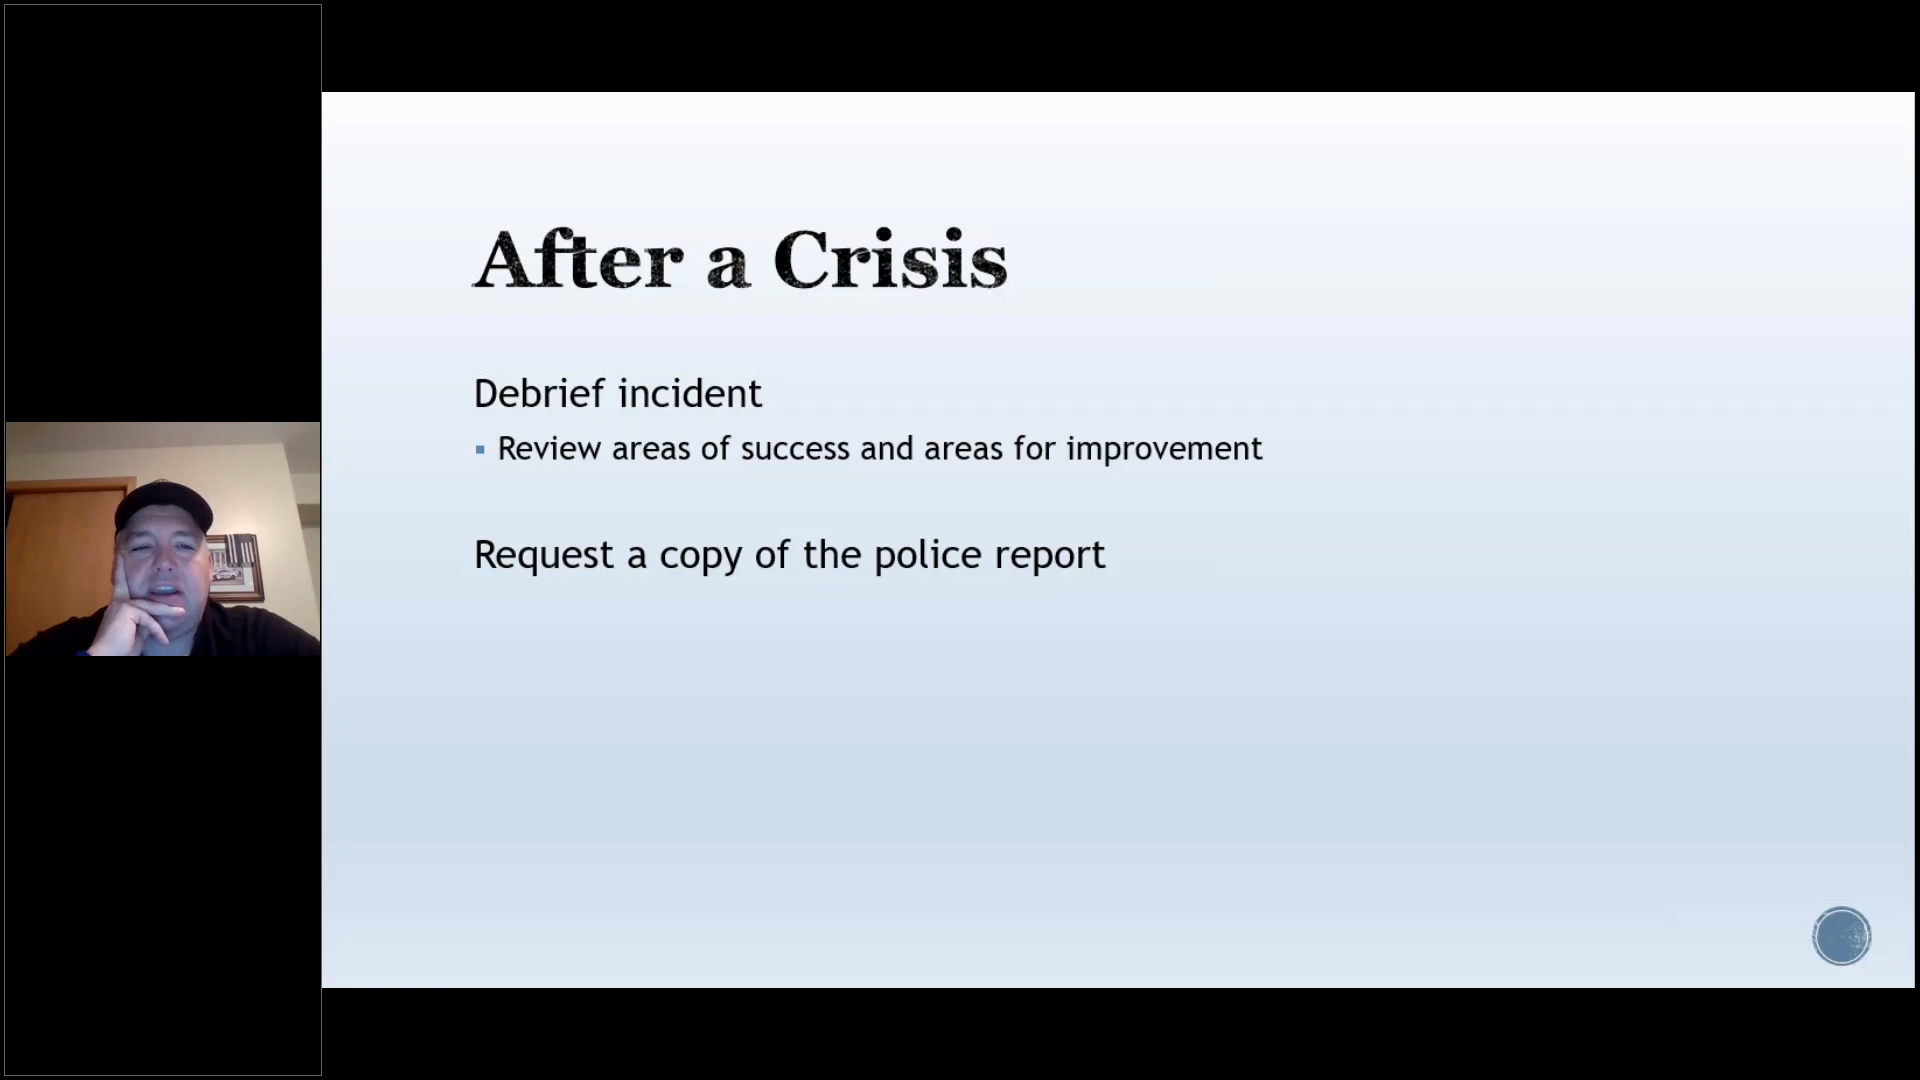 After a Crisis
Debrief incident
Review areas of success and areas for improvement
Request a copy of the police report